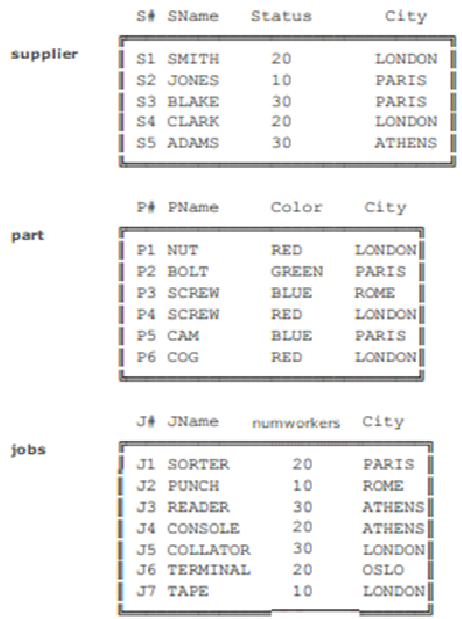 S# SName Status City
supplier
S1 SMITH 20 LONDON
S2 JONES 10 PARIS
S3 BLAKE 30 PARIS
S4 CLARK 20 LONDON
S5 ADAMS 30 ATHENS
P# PName Color City
part
P1 NUT RED LONDON
P2 BOLT GREEN PARIS
P3 SCREW BLUE ROME
P4 SCREW RED LONDON
P5 CAM BLUE PARIS
P6 COG RED LONDON
J# JName numworkers City
jobs
J1 SORTER 20 PARIS
J2 PUNCH 10 ROME
J3 READER 30 ATHENS
J4 CONSOLE 20 ATHENS
J5 COLLATOR 30 LONDON
J6 TERMINAL 20 OSLO
J7 TAPE 10 LONDON